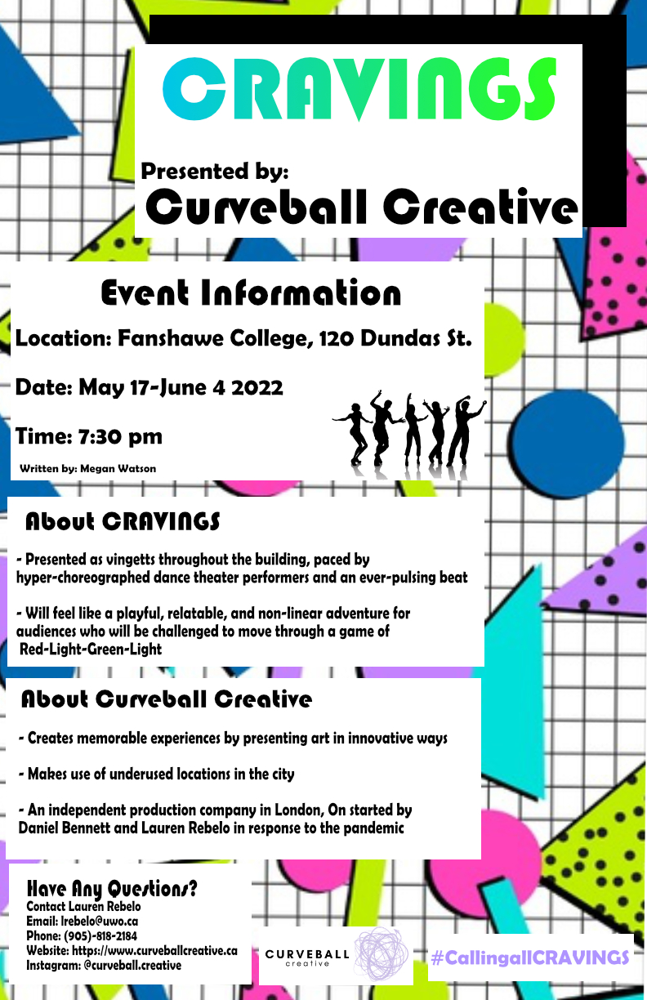 CRAVINGS
Presented by:
Curveball Creative
Event Information
Location: Fanshawe College, 120 Dundas St.
Date: May 17-June 4 2022
Time: 7:30 pm
Written by: Megan Watson
About CRAVINGS
- Presented as vingetts throughout the building, paced by
hyper-choreographed dance theater performers and an ever-pulsing beat
- Will feel like a playful, relatable, and non-linear adventure for
audiences who will be challenged to move through a game of
Red-Light-Green-Light
About Curveball Creative
- Creates memorable experiences by presenting art in innovative ways
- Makes use of underused locations in the city
- An independent production company in London, On started by
Daniel Bennett and Lauren Rebelo in response to the pandemic
Have Any Questions?
Contact Lauren Rebelo
Email: lrebelo@uwo.ca
Phone: (905)-818-2184
Website: https://www.curveballcreative.ca
Instagram: @curveball.creative
CURVEBALL
creative
#CallingallCRAVINGS